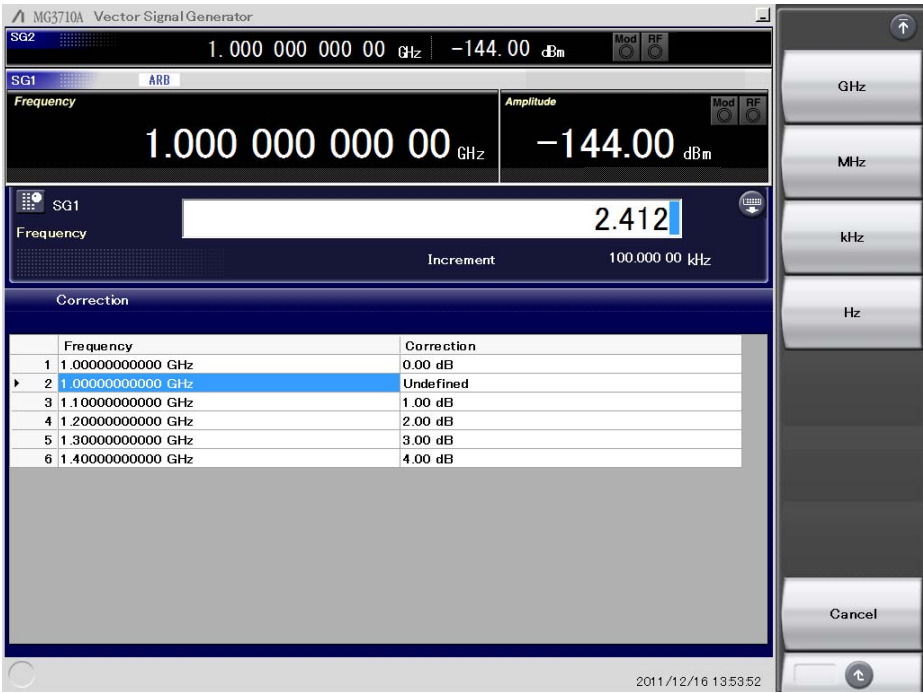 MG3710A Vector Signal Generator
SG2
1. 000 000 000 00 GHz -144. 00 dBm
Mod RF
SG1 ARB
Frequency
1.000 000 000 00 GHz
Amplitude
Mod RF
-144.00 dBm
SG1
Frequency
2.412
Increment 100.000 00 kHz
Correction
Frequency Correction
1 1.00000000000 GHz 0.00 dB
2 1.00000000000 GHz Undefined
3 1.10000000000 GHz 1.00 dB
4 1.20000000000 GHz 2.00 dB
5 1.30000000000 GHz 3.00 dB
6 1.40000000000 GHz 4.00 dB
2011/12/16 13:53:52
GHz
MHz
kHz
Hz
Cancel